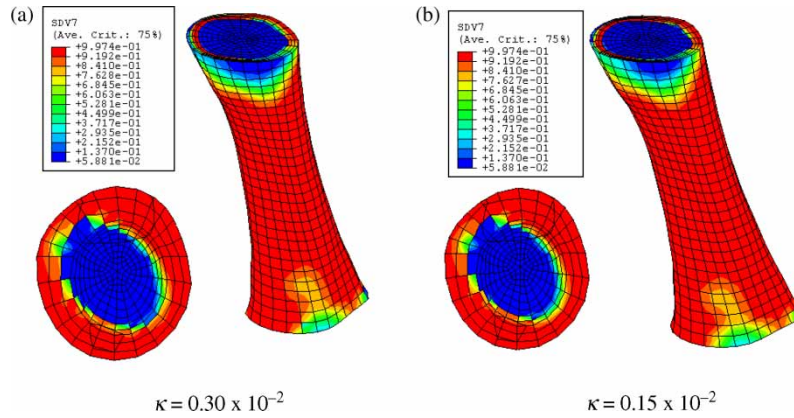 (a)
SDV7
(Ave. Crit.: 75%)
+9.974e-01
+9.192e-01
+8.410e-01
+7.628e-01
+6.845e-01
+6.063e-01
+5.281e-01
+4.499e-01
+3.717e-01
+2.935e-01
+2.152e-01
+1.370e-01
+5.881e-02
κ = 0.30 x 10⁻²
(b)
SDV7
(Ave. Crit.: 75%)
+9.974e-01
+9.192e-01
+8.410e-01
+7.628e-01
+6.845e-01
+6.063e-01
+5.281e-01
+4.499e-01
+3.717e-01
+2.935e-01
+2.152e-01
+1.370e-01
+5.881e-02
κ = 0.15 x 10⁻²